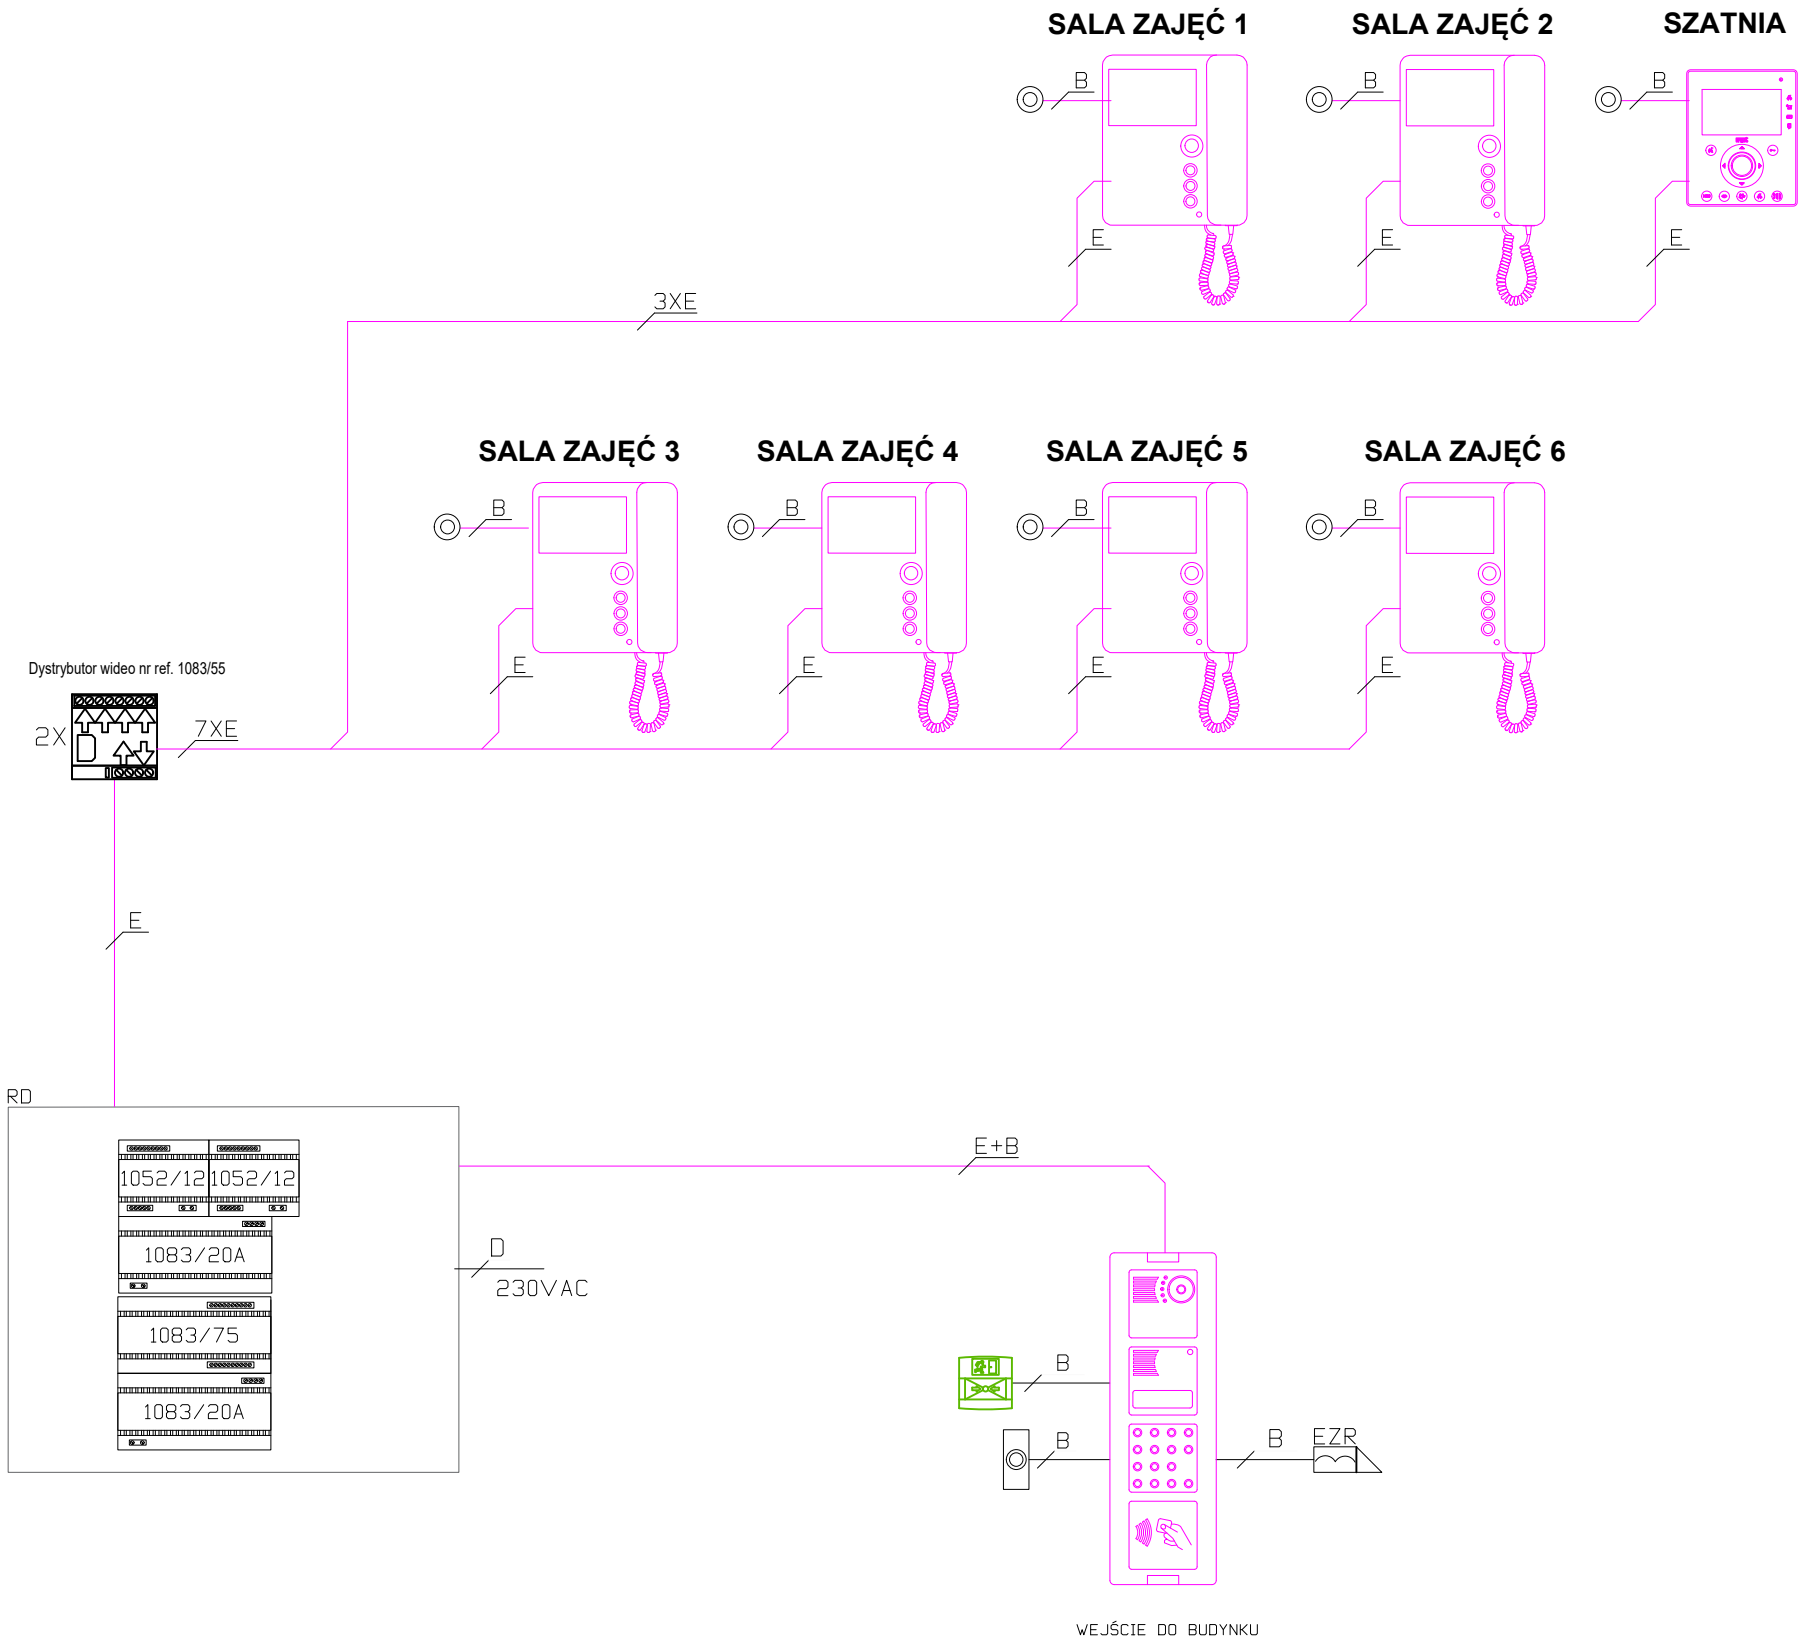 SALA ZAJĘĆ 1
SALA ZAJĘĆ 2
SZATNIA
B
B
B
E
E
E
3XE
SALA ZAJĘĆ 3
SALA ZAJĘĆ 4
SALA ZAJĘĆ 5
SALA ZAJĘĆ 6
B
B
B
B
E
E
E
E
Dystrybutor wideo nr ref. 1083/55
2X
7XE
E
RD
1052/12
1052/12
1083/20A
1083/75
1083/20A
E+B
D
230VAC
B
B
B
EZR
WEJŚCIE DO BUDYNKU